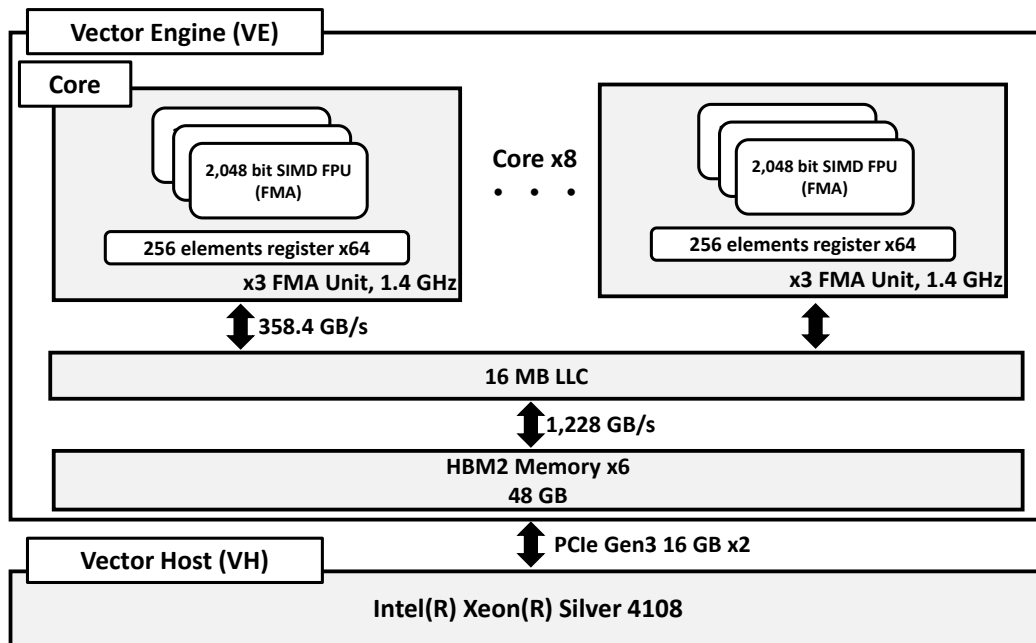 Vector Engine (VE)
Core
2,048 bit SIMD FPU
(FMA)
256 elements register x64
x3 FMA Unit, 1.4 GHz
Core x8
• • •
2,048 bit SIMD FPU
(FMA)
256 elements register x64
x3 FMA Unit, 1.4 GHz
358.4 GB/s
16 MB LLC
1,228 GB/s
HBM2 Memory x6
48 GB
PCIe Gen3 16 GB x2
Vector Host (VH)
Intel(R) Xeon(R) Silver 4108